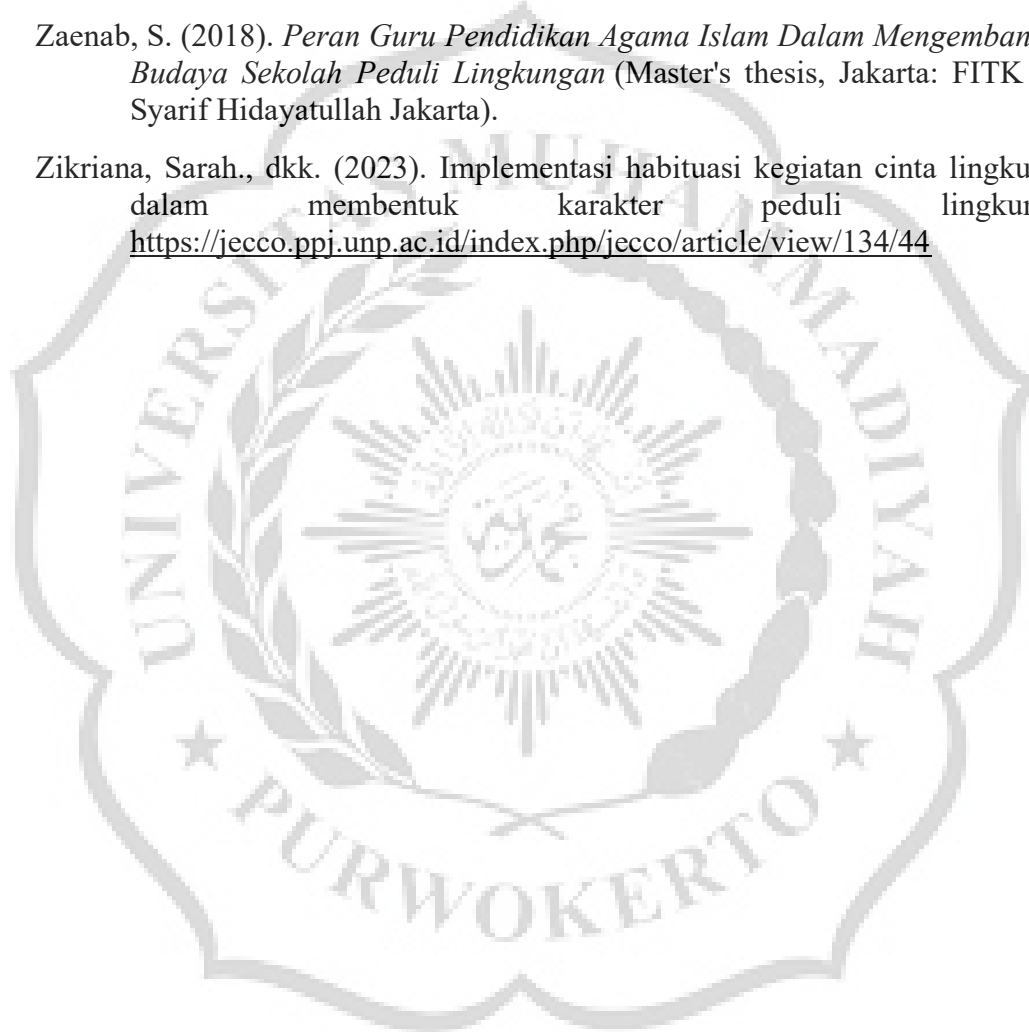 Zaenab, S. (2018). Peran Guru Pendidikan Agama Islam Dalam Mengemban
Budaya Sekolah Peduli Lingkungan (Master's thesis, Jakarta: FITK
Syarif Hidayatullah Jakarta).
Zikriana, Sarah., dkk. (2023). Implementasi habituasi kegiatan cinta lingku
dalam membentuk karakter peduli lingkun
https://jecco.ppj.unp.ac.id/index.php/jecco/article/view/134/44
UNIVERSITAS MUHAMMADIYAH
PURWOKERTO